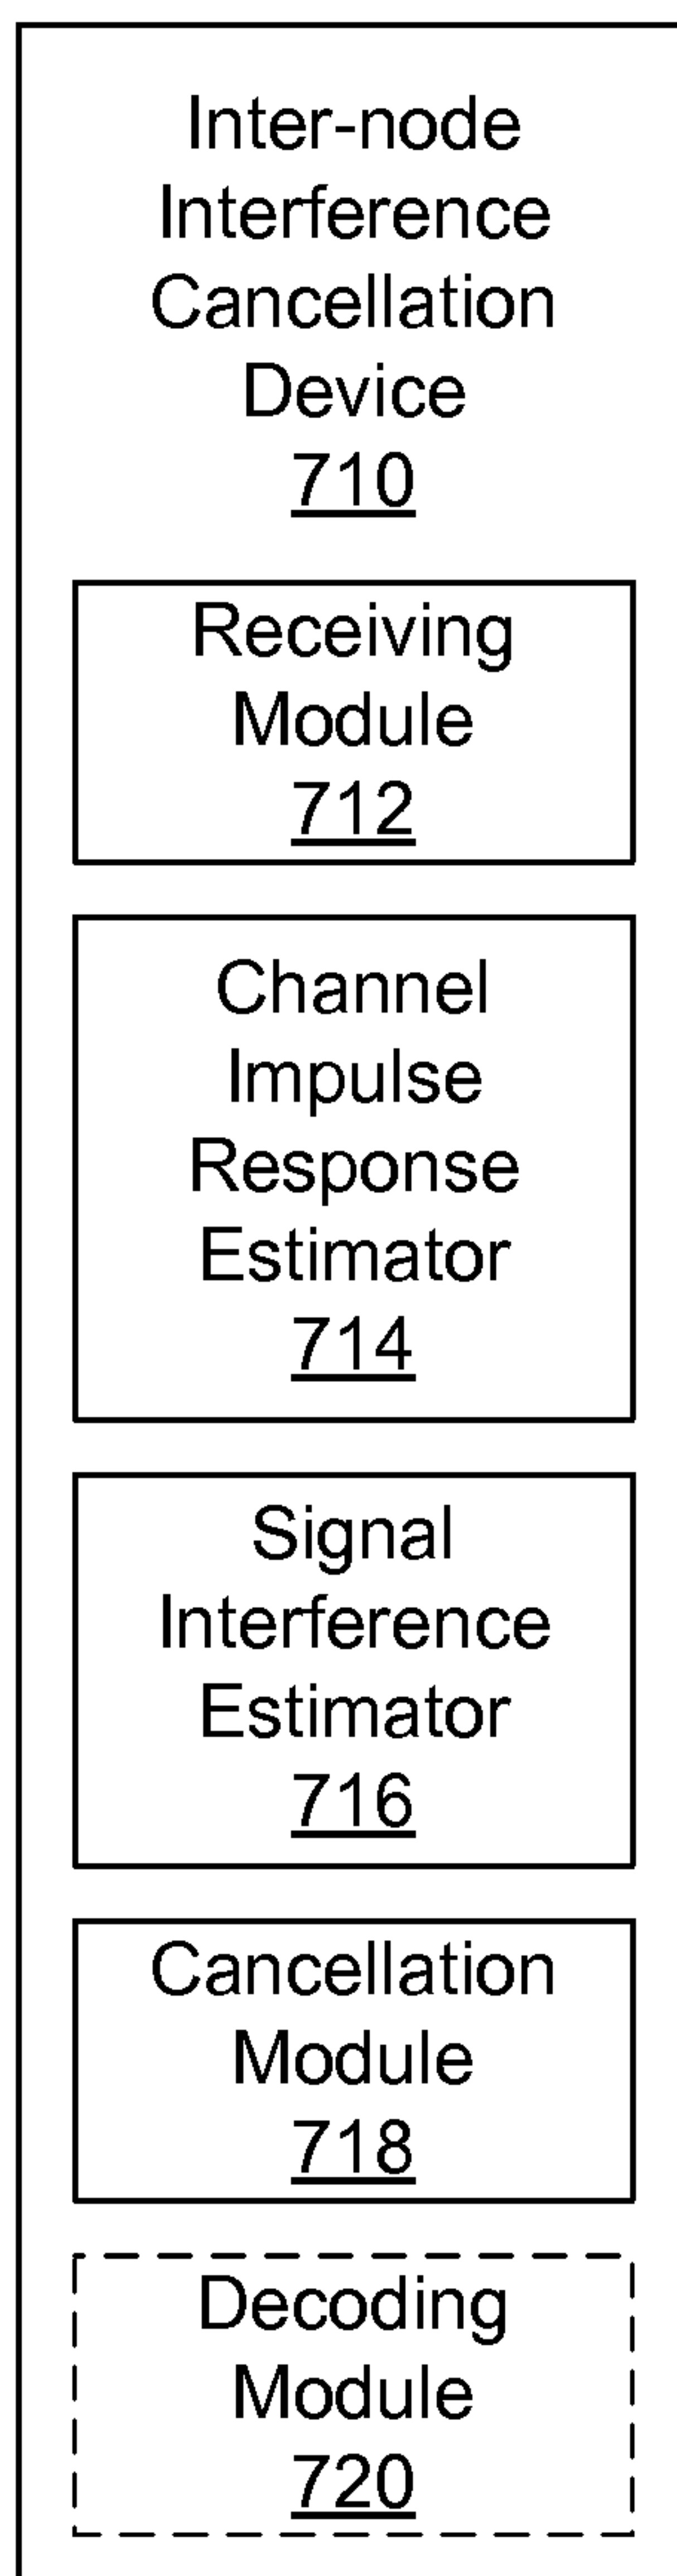 Inter-node
Interference
Cancellation
Device
710
Receiving
Module
712
Channel
Impulse
Response
Estimator
714
Signal
Interference
Estimator
716
Cancellation
Module
718
Decoding
Module
720